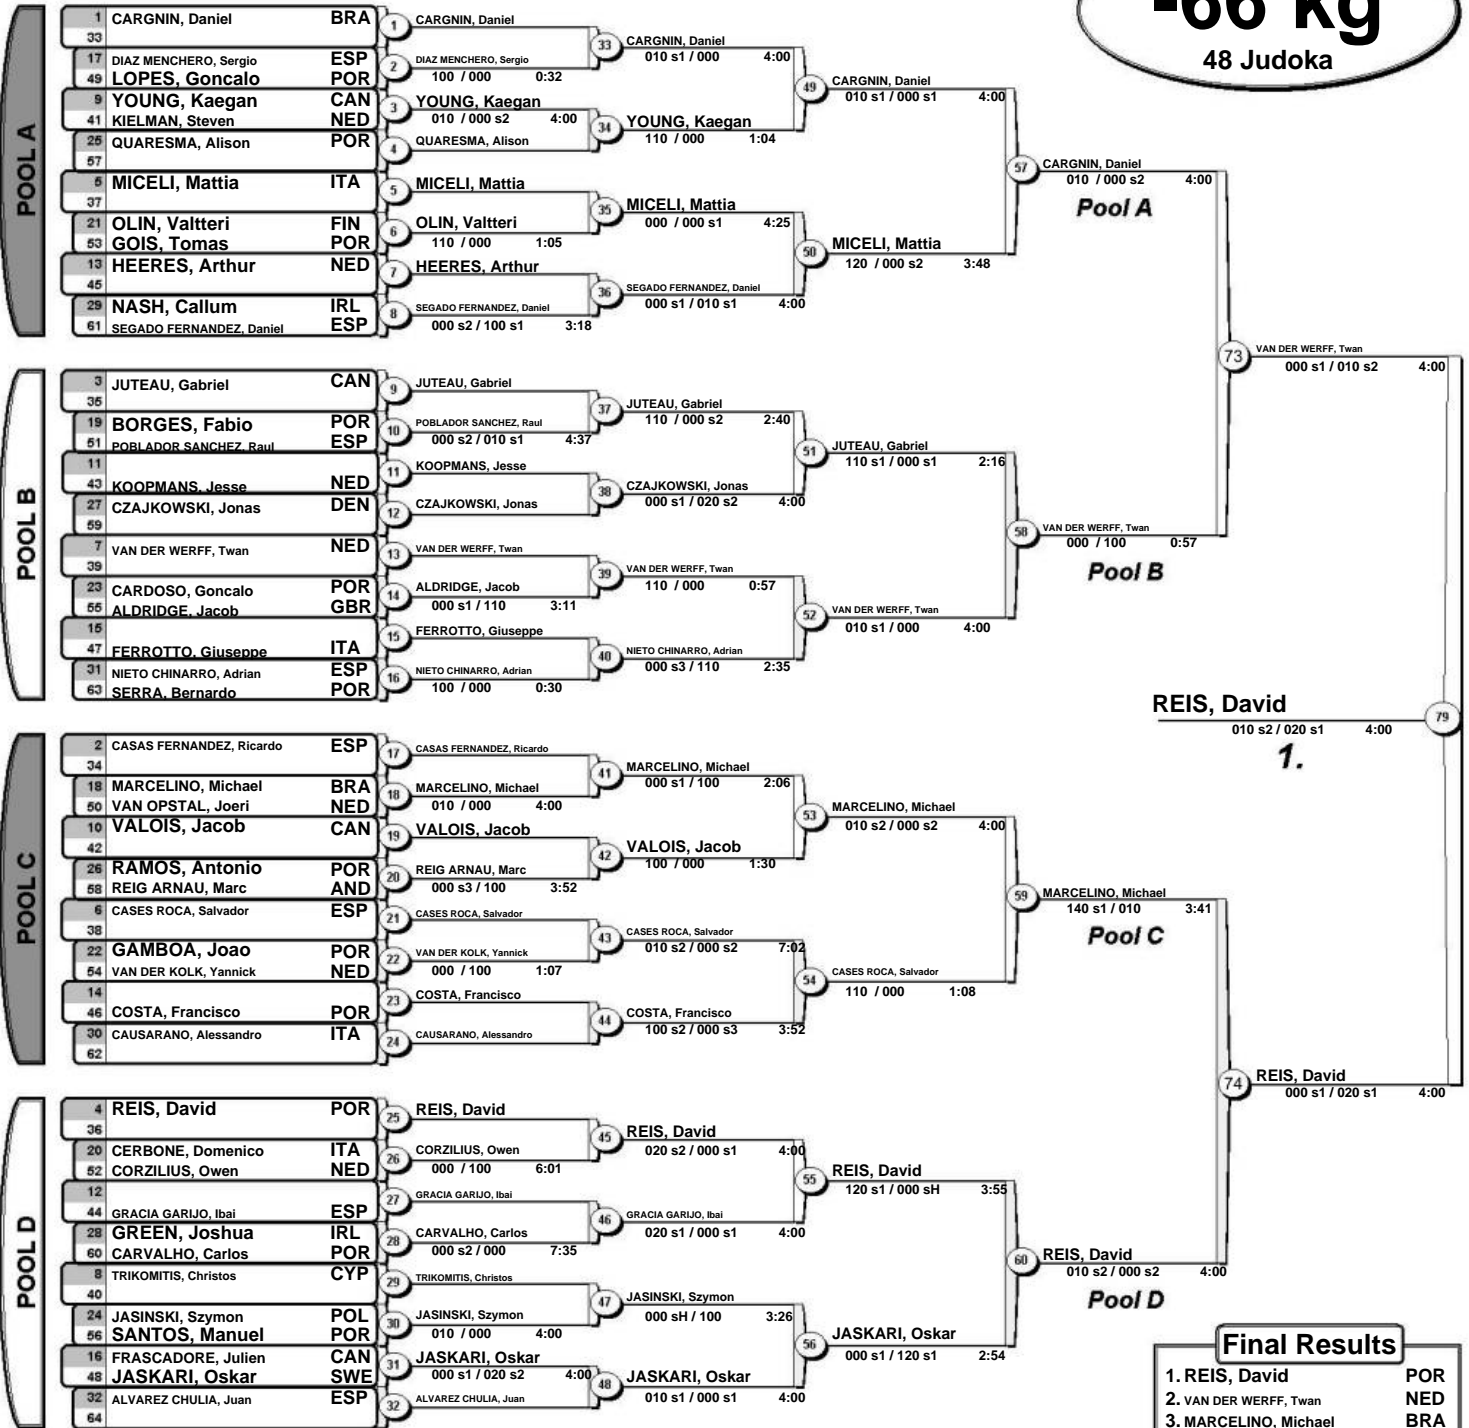 -66 kg
48 Judoka
POOL A
1 CARGNIN, Daniel BRA
33
17 DIAZ MENCHERO, Sergio ESP
49 LOPES, Goncalo POR
9 YOUNG, Kaegan CAN
41 KIELMAN, Steven NED
25 QUARESMA, Alison POR
57
5 MICELI, Mattia ITA
37
21 OLIN, Valtteri FIN
53 GOIS, Tomas POR
13 HEERES, Arthur NED
45
29 NASH, Callum IRL
61 SEGADO FERNANDEZ, Daniel ESP
1 CARGNIN, Daniel
2 DIAZ MENCHERO, Sergio
100 / 000 0:32
3 YOUNG, Kaegan
010 / 000 s2 4:00
4 QUARESMA, Alison
5 MICELI, Mattia
6 OLIN, Valtteri
110 / 000 1:05
7 HEERES, Arthur
8 SEGADO FERNANDEZ, Daniel
000 s2 / 100 s1 3:18
33 CARGNIN, Daniel
010 s1 / 000 4:00
34 YOUNG, Kaegan
110 / 000 1:04
35 MICELI, Mattia
000 / 000 s1 4:25
36 SEGADO FERNANDEZ, Daniel
000 s1 / 010 s1 4:00
49 CARGNIN, Daniel
010 s1 / 000 s1 4:00
50 MICELI, Mattia
120 / 000 s2 3:48
57 CARGNIN, Daniel
010 / 000 s2 4:00
Pool A
POOL B
3 JUTEAU, Gabriel CAN
35
19 BORGES, Fabio POR
51 POBLADOR SANCHEZ, Raul ESP
11
43 KOOPMANS, Jesse NED
27 CZAJKOWSKI, Jonas DEN
59
7 VAN DER WERFF, Twan NED
39
23 CARDOSO, Goncalo POR
55 ALDRIDGE, Jacob GBR
15
47 FERROTTO, Giuseppe ITA
31 NIETO CHINARRO, Adrian ESP
63 SERRA, Bernardo POR
9 JUTEAU, Gabriel
10 POBLADOR SANCHEZ, Raul
000 s2 / 010 s1 4:37
11 KOOPMANS, Jesse
12 CZAJKOWSKI, Jonas
13 VAN DER WERFF, Twan
14 ALDRIDGE, Jacob
000 s1 / 110 3:11
15 FERROTTO, Giuseppe
16 NIETO CHINARRO, Adrian
100 / 000 0:30
37 JUTEAU, Gabriel
110 / 000 s2 2:40
38 CZAJKOWSKI, Jonas
000 s1 / 020 s2 4:00
39 VAN DER WERFF, Twan
110 / 000 0:57
40 NIETO CHINARRO, Adrian
000 s3 / 110 2:35
51 JUTEAU, Gabriel
110 s1 / 000 s1 2:16
52 VAN DER WERFF, Twan
010 s1 / 000 4:00
58 VAN DER WERFF, Twan
000 / 100 0:57
Pool B
73 VAN DER WERFF, Twan
000 s1 / 010 s2 4:00
REIS, David 79
010 s2 / 020 s1 4:00
1.
POOL C
2 CASAS FERNANDEZ, Ricardo ESP
34
18 MARCELINO, Michael BRA
50 VAN OPSTAL, Joeri NED
10 VALOIS, Jacob CAN
42
26 RAMOS, Antonio POR
58 REIG ARNAU, Marc AND
6 CASES ROCA, Salvador ESP
38
22 GAMBOA, Joao POR
54 VAN DER KOLK, Yannick NED
14
46 COSTA, Francisco POR
30 CAUSARANO, Alessandro ITA
62
17 CASAS FERNANDEZ, Ricardo
18 MARCELINO, Michael
010 / 000 4:00
19 VALOIS, Jacob
20 REIG ARNAU, Marc
000 s3 / 100 3:52
21 CASES ROCA, Salvador
22 VAN DER KOLK, Yannick
000 / 100 1:07
23 COSTA, Francisco
24 CAUSARANO, Alessandro
41 MARCELINO, Michael
000 s1 / 100 2:06
42 VALOIS, Jacob
100 / 000 1:30
43 CASES ROCA, Salvador
010 s2 / 000 s2 7:02
44 COSTA, Francisco
100 s2 / 000 s3 3:52
53 MARCELINO, Michael
010 s2 / 000 s2 4:00
54 CASES ROCA, Salvador
110 / 000 1:08
59 MARCELINO, Michael
140 s1 / 010 3:41
Pool C
POOL D
4 REIS, David POR
36
20 CERBONE, Domenico ITA
52 CORZILIUS, Owen NED
12
44 GRACIA GARIJO, Ibai ESP
28 GREEN, Joshua IRL
60 CARVALHO, Carlos POR
8 TRIKOMITIS, Christos CYP
40
24 JASINSKI, Szymon POL
56 SANTOS, Manuel POR
16 FRASCADORE, Julien CAN
48 JASKARI, Oskar SWE
32 ALVAREZ CHULIA, Juan ESP
64
25 REIS, David
26 CORZILIUS, Owen
000 / 100 6:01
27 GRACIA GARIJO, Ibai
28 CARVALHO, Carlos
000 s2 / 000 7:35
29 TRIKOMITIS, Christos
30 JASINSKI, Szymon
010 / 000 4:00
31 JASKARI, Oskar
000 s1 / 020 s2 4:00
32 ALVAREZ CHULIA, Juan
45 REIS, David
020 s2 / 000 s1 4:00
46 GRACIA GARIJO, Ibai
020 s1 / 000 s1 4:00
47 JASINSKI, Szymon
000 sH / 100 3:26
48 JASKARI, Oskar
010 s1 / 000 s1 4:00
55 REIS, David
120 s1 / 000 sH 3:55
56 JASKARI, Oskar
000 s1 / 120 s1 2:54
60 REIS, David
010 s2 / 000 s2 4:00
Pool D
74 REIS, David
000 s1 / 020 s1 4:00
Final Results
1. REIS, David POR
2. VAN DER WERFF, Twan NED
3. MARCELINO, Michael BRA